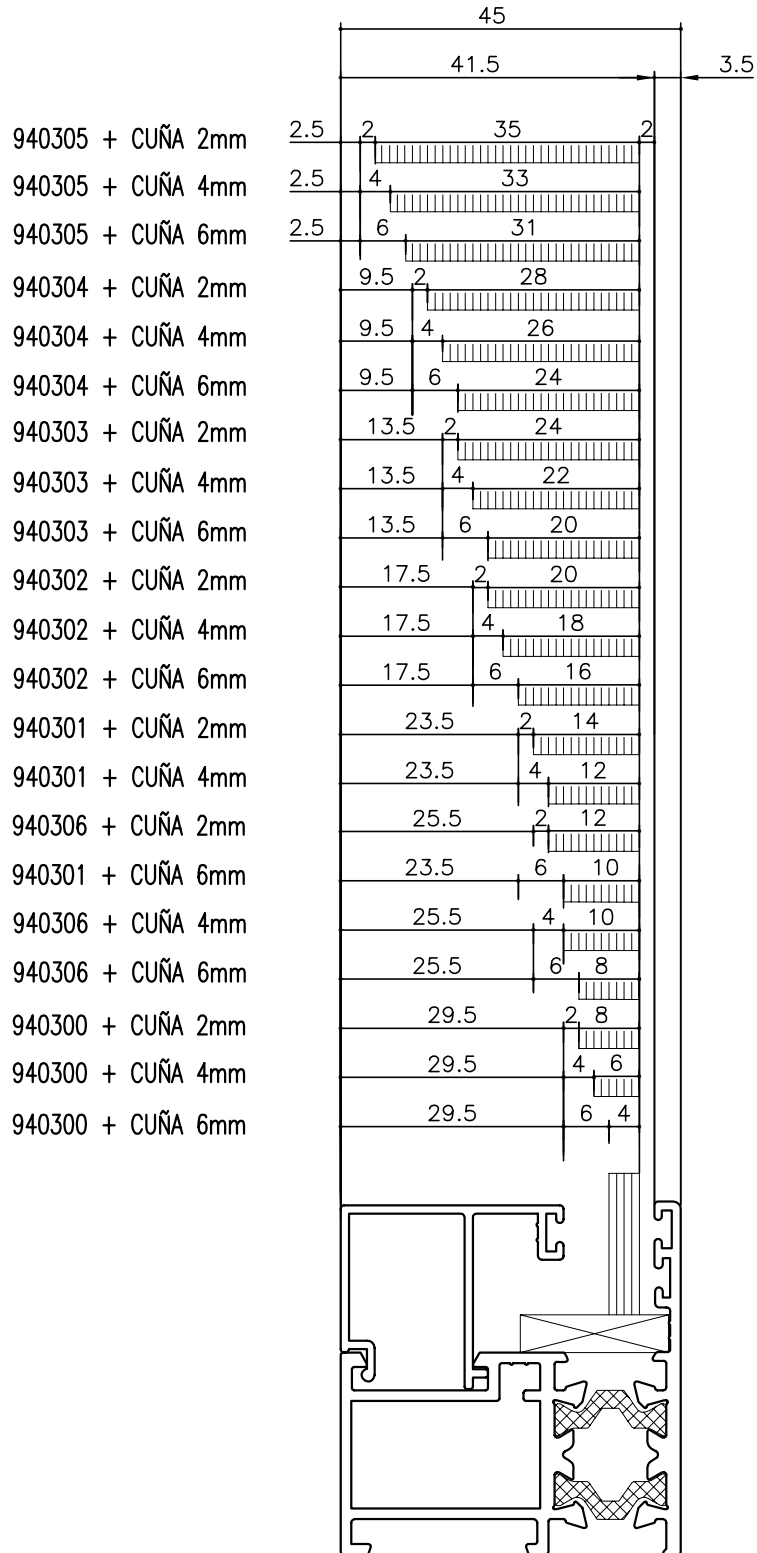 45
41.5 3.5
940305 + CUÑA 2mm 2.5 2 35 2
940305 + CUÑA 4mm 2.5 4 33
940305 + CUÑA 6mm 2.5 6 31
940304 + CUÑA 2mm 9.5 2 28
940304 + CUÑA 4mm 9.5 4 26
940304 + CUÑA 6mm 9.5 6 24
940303 + CUÑA 2mm 13.5 2 24
940303 + CUÑA 4mm 13.5 4 22
940303 + CUÑA 6mm 13.5 6 20
940302 + CUÑA 2mm 17.5 2 20
940302 + CUÑA 4mm 17.5 4 18
940302 + CUÑA 6mm 17.5 6 16
940301 + CUÑA 2mm 23.5 2 14
940301 + CUÑA 4mm 23.5 4 12
940306 + CUÑA 2mm 25.5 2 12
940301 + CUÑA 6mm 23.5 6 10
940306 + CUÑA 4mm 25.5 4 10
940306 + CUÑA 6mm 25.5 6 8
940300 + CUÑA 2mm 29.5 2 8
940300 + CUÑA 4mm 29.5 4 6
940300 + CUÑA 6mm 29.5 6 4